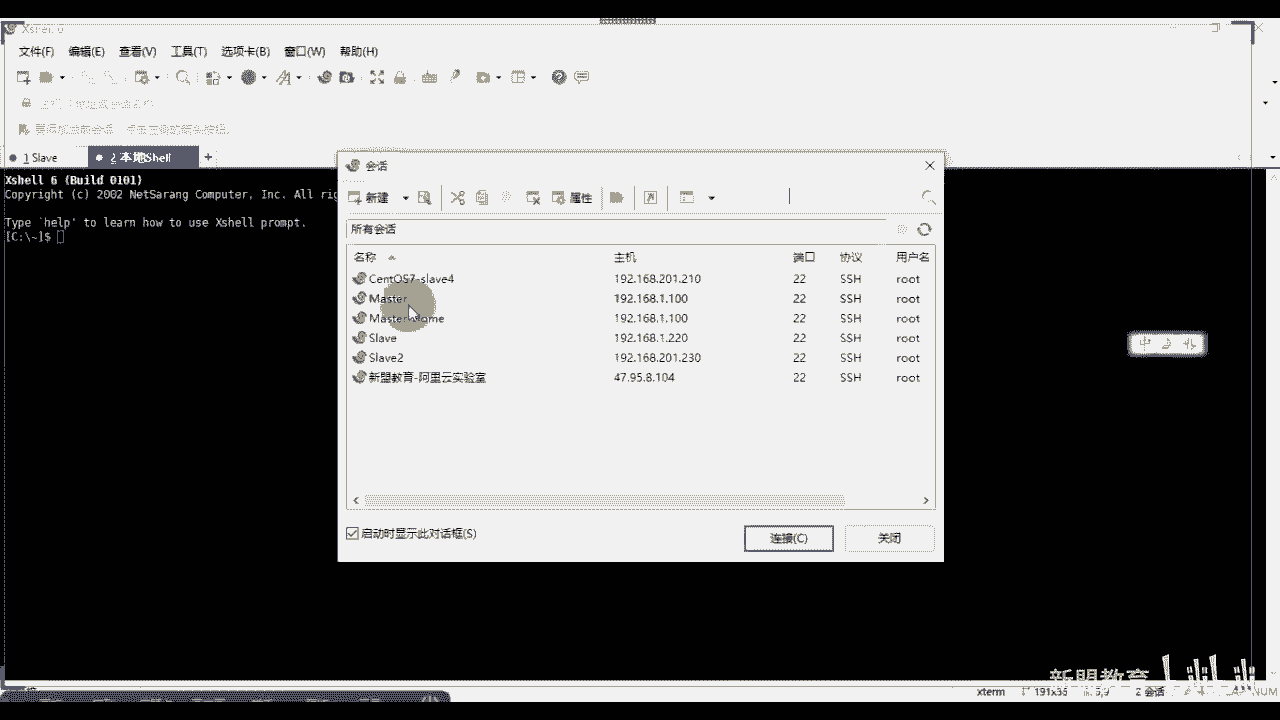 Xshell 6
文件(F) 编辑(E) 查看(V) 工具(T) 选项卡(B) 窗口(W) 帮助(H)
1 Slave 2 本地Shell +
Xshell 6 (Build 0101)
Copyright (c) 2002 NetSarang Computer, Inc. All rig
Type `help' to learn how to use Xshell prompt.
[C:\~]$
会话
新建 属性
所有会话
名称 主机 端口 协议 用户名
CentOS7-slave4 192.168.201.210 22 SSH root
Master 192.168.1.100 22 SSH root
Master-Home 192.168.1.100 22 SSH root
Slave 192.168.1.220 22 SSH root
Slave2 192.168.201.230 22 SSH root
新盟教育-阿里云实验室 47.95.8.104 22 SSH root
启动时显示此对话框(S)
连接(C) 关闭
中
新盟教育
xterm 2 会话 NUM